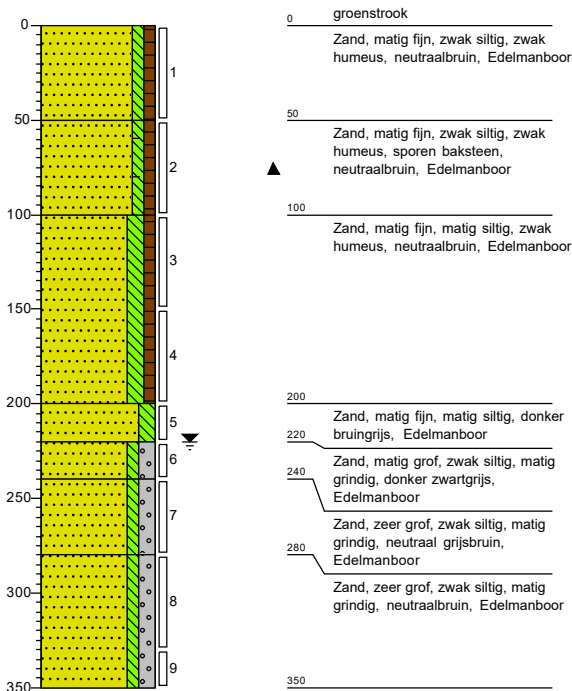 0
50
100
150
200
250
300
350
1
2
3
4
5
6
7
8
9
0
groenstrook
Zand, matig fijn, zwak siltig, zwak
humeus, neutraalbruin, Edelmanboor
50
Zand, matig fijn, zwak siltig, zwak
humeus, sporen baksteen,
neutraalbruin, Edelmanboor
100
Zand, matig fijn, matig siltig, zwak
humeus, neutraalbruin, Edelmanboor
200
Zand, matig fijn, matig siltig, donker
bruingrijs, Edelmanboor
220
Zand, matig grof, zwak siltig, matig
grindig, donker zwartgrijs,
Edelmanboor
240
Zand, zeer grof, zwak siltig, matig
grindig, neutraal grijsbruin,
Edelmanboor
280
Zand, zeer grof, zwak siltig, matig
grindig, neutraalbruin, Edelmanboor
350